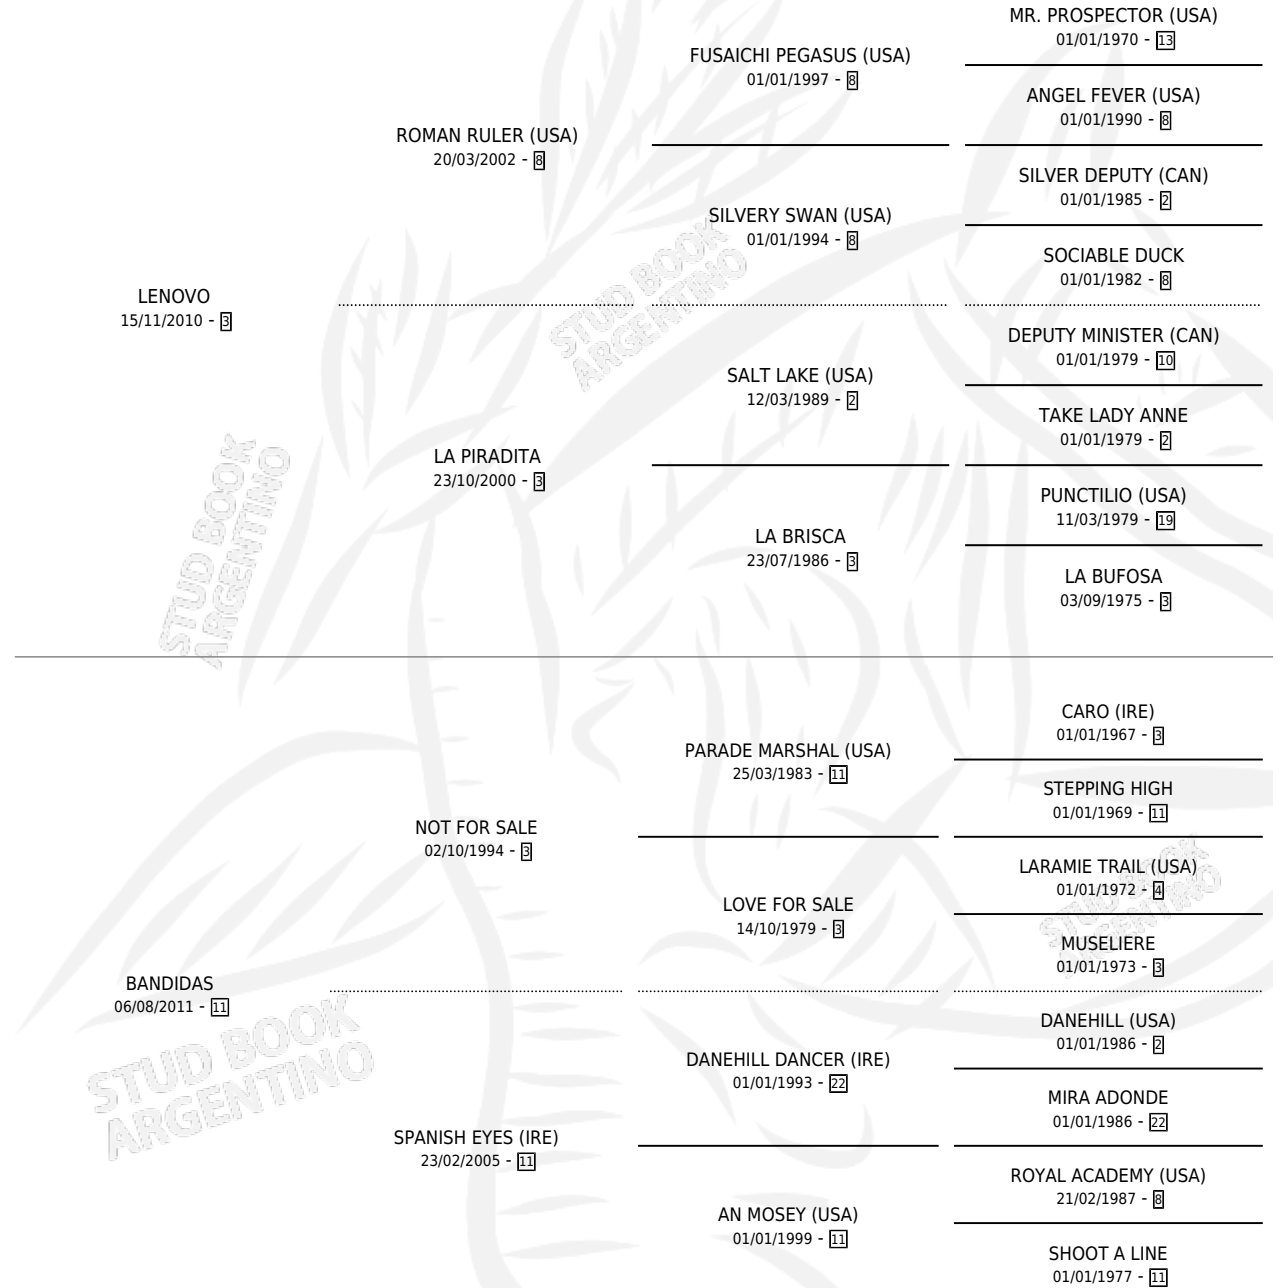 MR. PROSPECTOR (USA)
01/01/1970 - 13
FUSAICHI PEGASUS (USA)
01/01/1997 - 8
ANGEL FEVER (USA)
01/01/1990 - 8
ROMAN RULER (USA)
20/03/2002 - 8
SILVER DEPUTY (CAN)
01/01/1985 - 2
SILVERY SWAN (USA)
01/01/1994 - 8
SOCIABLE DUCK
01/01/1982 - 8
LENOVO
15/11/2010 - 3
DEPUTY MINISTER (CAN)
01/01/1979 - 10
SALT LAKE (USA)
12/03/1989 - 2
TAKE LADY ANNE
01/01/1979 - 2
LA PIRADITA
23/10/2000 - 3
PUNCTILIO (USA)
11/03/1979 - 19
LA BRISCA
23/07/1986 - 3
LA BUFOSA
03/09/1975 - 3
STUD BOOK
ARGENTINO
STUD BOOK
ARGENTINO
CARO (IRE)
01/01/1967 - 3
PARADE MARSHAL (USA)
25/03/1983 - 11
STEPPING HIGH
01/01/1969 - 11
NOT FOR SALE
02/10/1994 - 3
LARAMIE TRAIL (USA)
01/01/1972 - 4
LOVE FOR SALE
14/10/1979 - 3
MUSELIERE
01/01/1973 - 3
STUD BOOK
ARGENTINO
BANDIDAS
06/08/2011 - 11
DANEHILL (USA)
01/01/1986 - 2
DANEHILL DANCER (IRE)
01/01/1993 - 22
MIRA ADONDE
01/01/1986 - 22
STUD BOOK
ARGENTINO
SPANISH EYES (IRE)
23/02/2005 - 11
ROYAL ACADEMY (USA)
21/02/1987 - 8
AN MOSEY (USA)
01/01/1999 - 11
SHOOT A LINE
01/01/1977 - 11